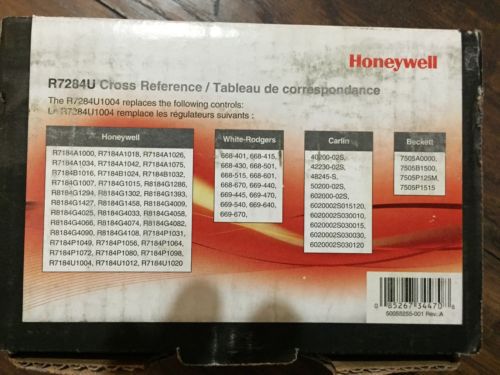 Honeywell
R7284U Cross Reference / Tableau de correspondance
The R7284U1004 replaces the following controls:
Le R7284U1004 remplace les régulateurs suivants :
Honeywell
R7184A1000, R7184A1018, R7184A1026,
R7184A1034, R7184A1042, R7184A1075,
R7184B1016, R7184B1024, R7184B1032,
R7184G1007, R7184G1015, R8184G1286,
R8184G1294, R8184G1302, R8184G1393,
R8184G1427, R8184G1458, R8184G4009,
R8184G4025, R8184G4033, R8184G4058,
R8184G4066, R8184G4074, R8184G4082,
R8184G4090, R8184G4108, R7184P1031,
R7184P1049, R7184P1056, R7184P1064,
R7184P1072, R7184P1080, R7184P1098,
R7184U1004, R7184U1012, R7184U1020
White-Rodgers
668-401, 668-415,
668-430, 668-501,
668-515, 668-601,
668-670, 669-440,
669-445, 669-470,
669-540, 669-640,
669-670,
Carlin
40200-02S,
42230-02S,
48245-S,
50200-02S,
602000-02S,
6020002S015120,
6020002S030010,
6020002S030015,
6020002S030030,
6020002S030120
Beckett
7505A0000,
7505B1500,
7505P125M,
7505P1515
0 85267 34470 8
50055255-001 Rev. A